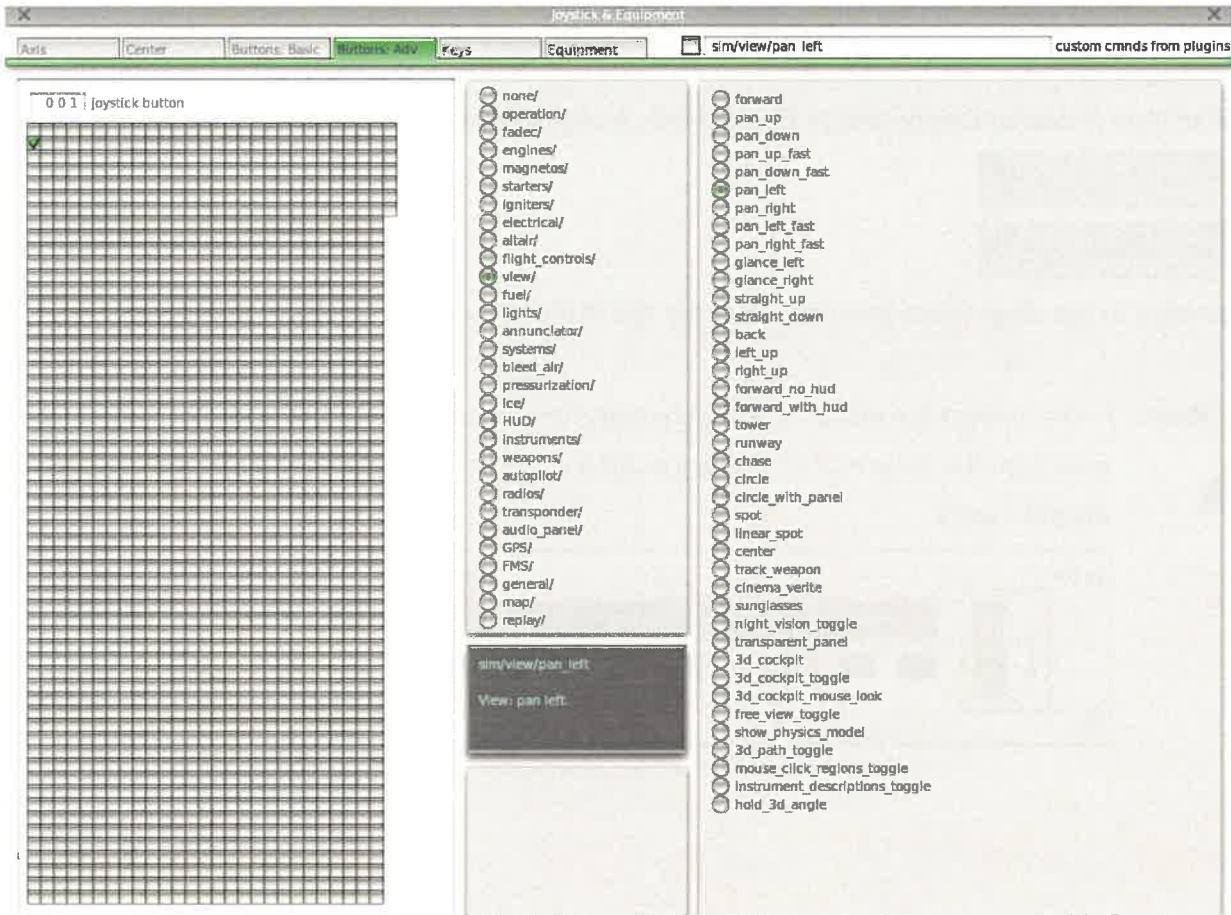 Joystick & Equipment
Axis
Center
Buttons: Basic
Buttons: Adv
Keys
Equipment
sim/view/pan_left
custom cmnds from plugins
0 0 1 joystick button
none/
operation/
fadec/
engines/
magnetos/
starters/
igniters/
electrical/
altair/
flight_controls/
view/
fuel/
lights/
annunciator/
systems/
bleed_air/
pressurization/
ice/
HUD/
instruments/
weapons/
autopilot/
radios/
transponder/
audio_panel/
GPS/
FMS/
general/
map/
replay/
sim/view/pan_left
View: pan left.
forward
pan_up
pan_down
pan_up_fast
pan_down_fast
pan_left
pan_right
pan_left_fast
pan_right_fast
glance_left
glance_right
straight_up
straight_down
back
left_up
right_up
forward_no_hud
forward_with_hud
tower
runway
chase
circle
circle_with_panel
spot
linear_spot
center
track_weapon
cinema_verite
sunglasses
night_vision_toggle
transparent_panel
3d_cockpit
3d_cockpit_toggle
3d_cockpit_mouse_look
free_view_toggle
show_physics_model
3d_path_toggle
mouse_click_regions_toggle
instrument_descriptions_toggle
hold_3d_angle